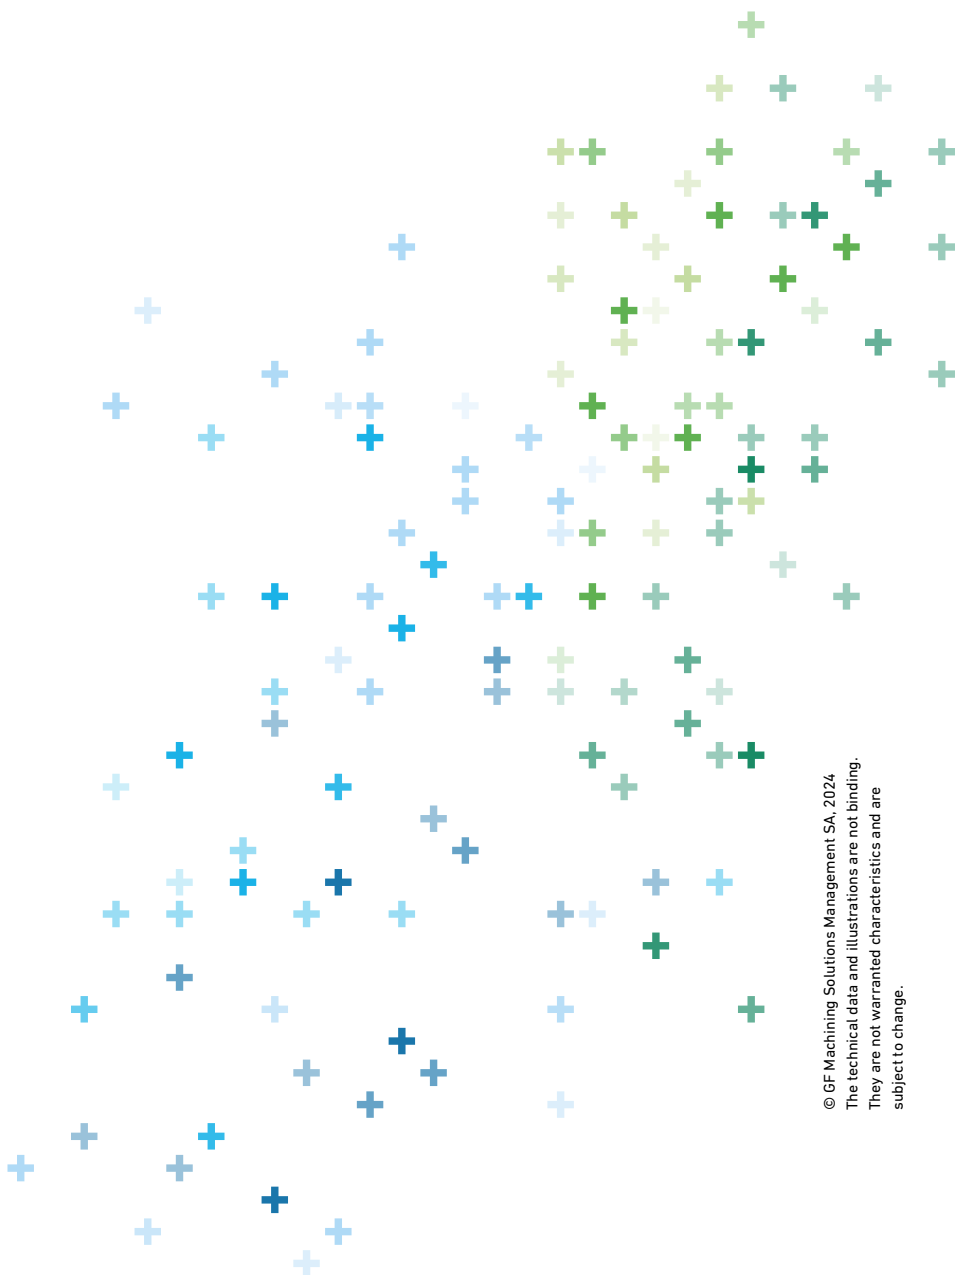 © GF Machining Solutions Management SA, 2024
The technical data and illustrations are not binding.
They are not warranted characteristics and are
subject to change.